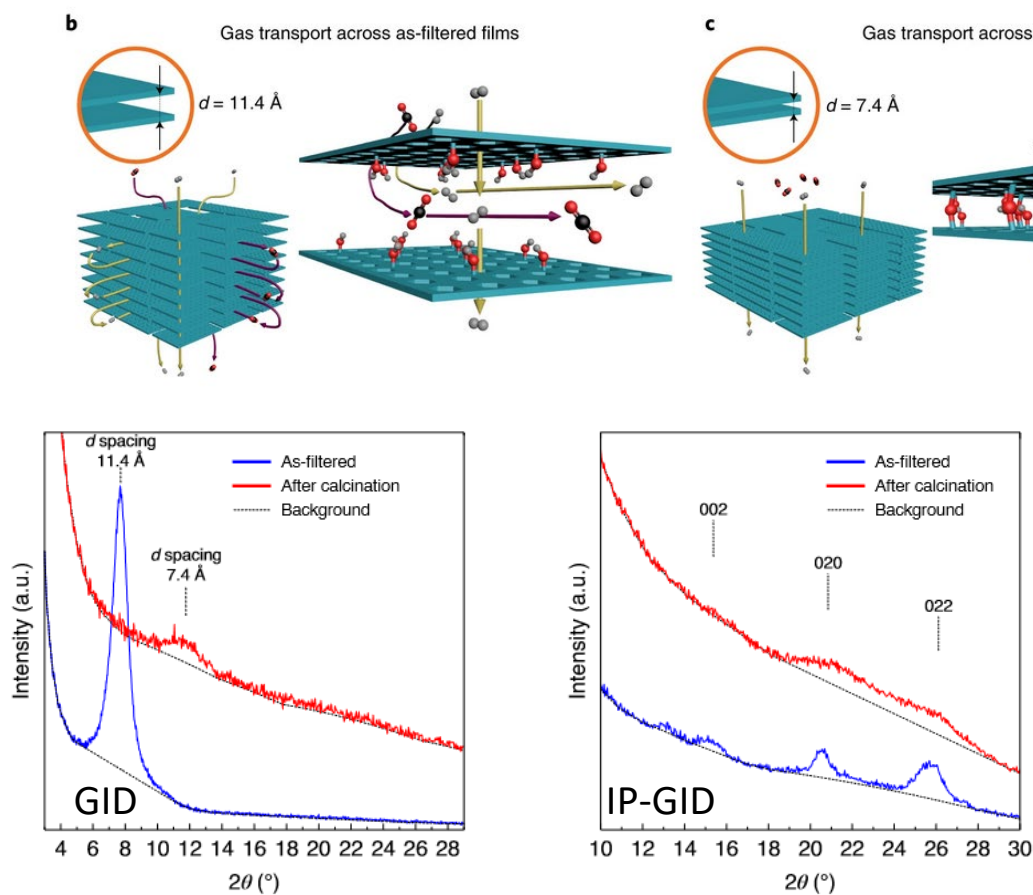 b
Gas transport across as-filtered films
d = 11.4 Å
c
Gas transport across
d = 7.4 Å
d spacing
11.4 Å
d spacing
7.4 Å
As-filtered
After calcination
Background
Intensity (a.u.)
GID
4 6 8 10 12 14 16 18 20 22 24 26 28
2θ (°)
As-filtered
After calcination
Background
002
020
022
Intensity (a.u.)
IP-GID
10 12 14 16 18 20 22 24 26 28 30
2θ (°)